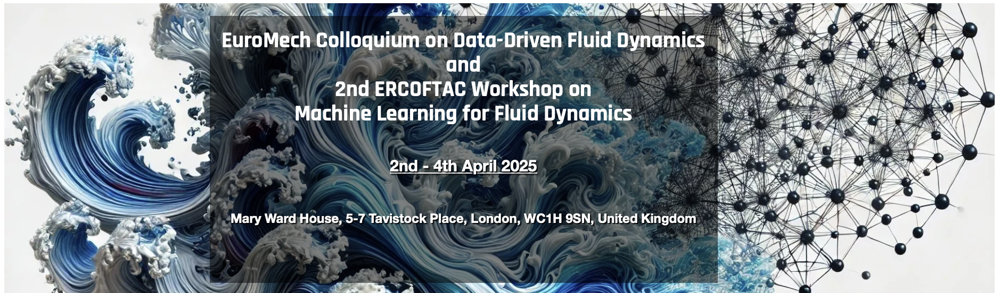 EuroMech Colloquium on Data-Driven Fluid Dynamics
and
2nd ERCOFTAC Workshop on
Machine Learning for Fluid Dynamics
2nd - 4th April 2025
Mary Ward House, 5-7 Tavistock Place, London, WC1H 9SN, United Kingdom